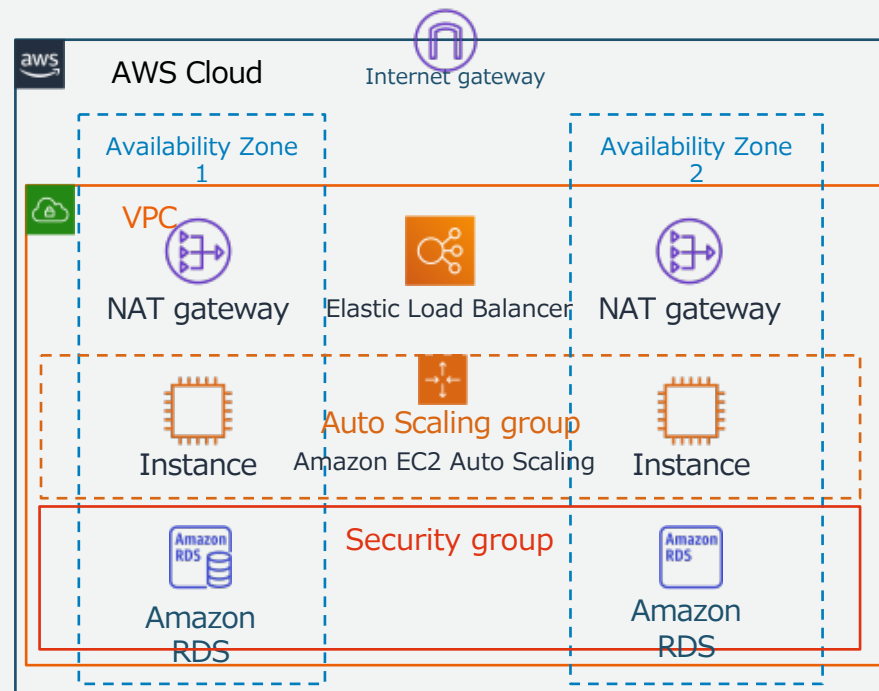 aws
AWS Cloud
Internet gateway
Availability Zone
1
Availability Zone
2
VPC
NAT gateway
Elastic Load Balancer
NAT gateway
Auto Scaling group
Instance
Amazon EC2 Auto Scaling
Instance
Security group
Amazon
RDS
Amazon
RDS
Amazon
RDS
Amazon
RDS